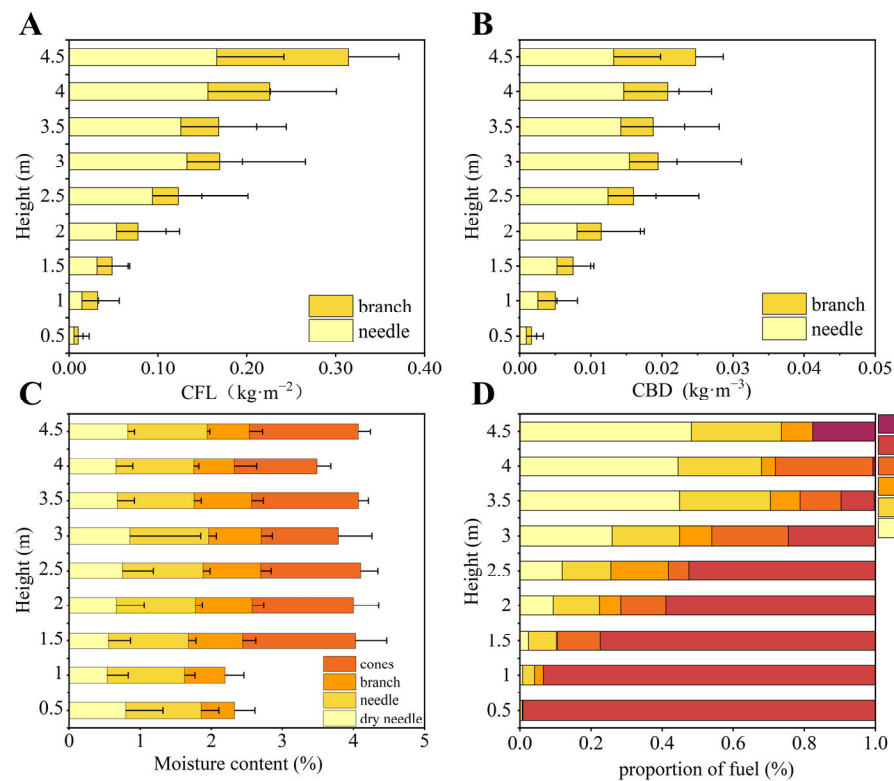 A
4.5
4
3.5
3
2.5
2
1.5
1
0.5
Height (m)
branch
needle
0.00 0.10 0.20 0.30 0.40
CFL（kg·m⁻²）
B
4.5
4
3.5
3
2.5
2
1.5
1
0.5
Height (m)
branch
needle
0.00 0.01 0.02 0.03 0.04 0.05
CBD (kg·m⁻³)
C
4.5
4
3.5
3
2.5
2
1.5
1
0.5
Height (m)
cones
branch
needle
dry needle
0 1 2 3 4 5
Moisture content (%)
D
4.5
4
3.5
3
2.5
2
1.5
1
0.5
Height (m)
0.0 0.2 0.4 0.6 0.8 1.0
proportion of fuel (%)